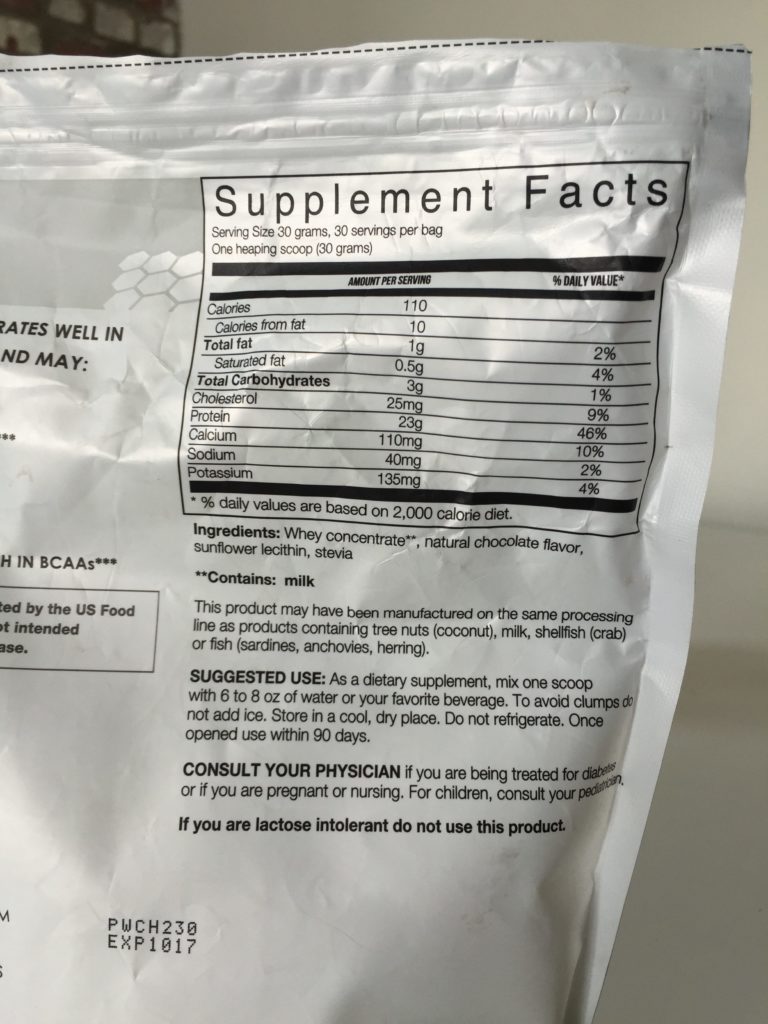 Supplement Facts
Serving Size 30 grams, 30 servings per bag
One heaping scoop (30 grams)
AMOUNT PER SERVING % DAILY VALUE*
Calories 110
Calories from fat 10
Total fat 1g 2%
Saturated fat 0.5g 4%
Total Carbohydrates 3g 1%
Cholesterol 25mg 9%
Protein 23g 46%
Calcium 110mg 10%
Sodium 40mg 2%
Potassium 135mg 4%
* % daily values are based on 2,000 calorie diet.
Ingredients: Whey concentrate**, natural chocolate flavor,
sunflower lecithin, stevia
**Contains: milk
This product may have been manufactured on the same processing
line as products containing tree nuts (coconut), milk, shellfish (crab)
or fish (sardines, anchovies, herring).
SUGGESTED USE: As a dietary supplement, mix one scoop
with 6 to 8 oz of water or your favorite beverage. To avoid clumps do
not add ice. Store in a cool, dry place. Do not refrigerate. Once
opened use within 90 days.
CONSULT YOUR PHYSICIAN if you are being treated for diabetes
or if you are pregnant or nursing. For children, consult your pediatrician.
If you are lactose intolerant do not use this product.
RATES WELL IN
ND MAY:
**
H IN BCAAs***
ted by the US Food
ot intended
ase.
M
S
PWCH230
EXP1017